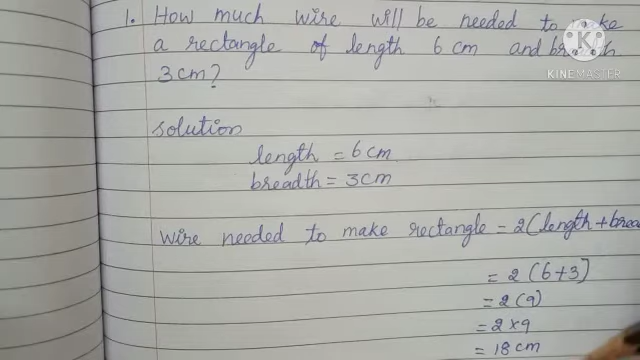 1. How much wire will be needed to
a rectangle of length 6 cm and
3 cm?
KINEMASTER
solution
length = 6 cm
breadth = 3 cm
wire needed to make rectangle = 2(length + brea
= 2 (6+3)
= 2 (9)
= 2 × 9
= 18 cm